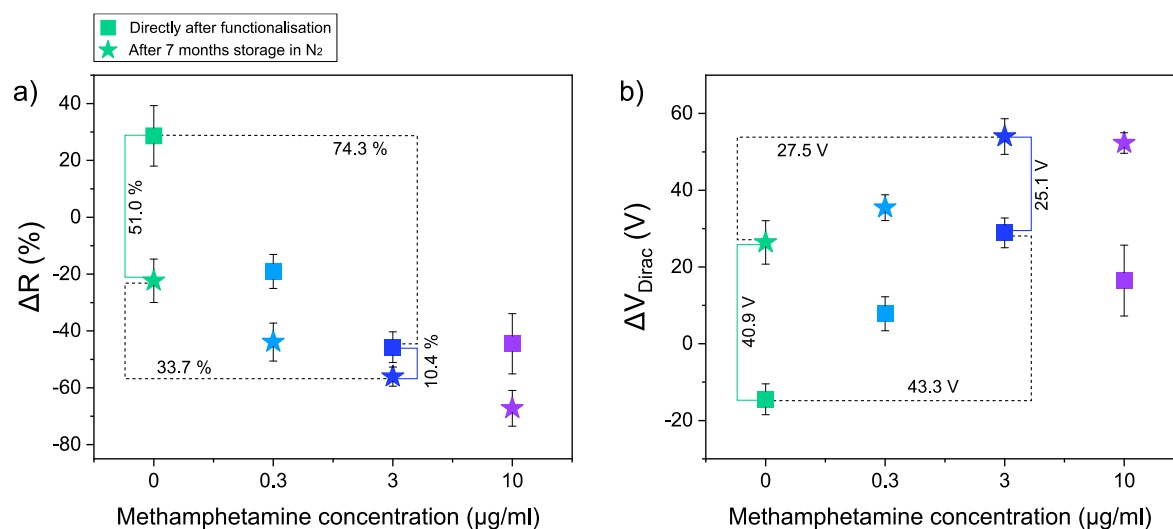 Directly after functionalisation
After 7 months storage in N₂
a)
40
20
0
-20
-40
-60
-80
ΔR (%)
74.3 %
51.0 %
33.7 %
10.4 %
0
0.3
3
10
Methamphetamine concentration (µg/ml)
b)
60
40
20
0
-20
ΔV_Dirac (V)
27.5 V
25.1 V
40.9 V
43.3 V
0
0.3
3
10
Methamphetamine concentration (µg/ml)